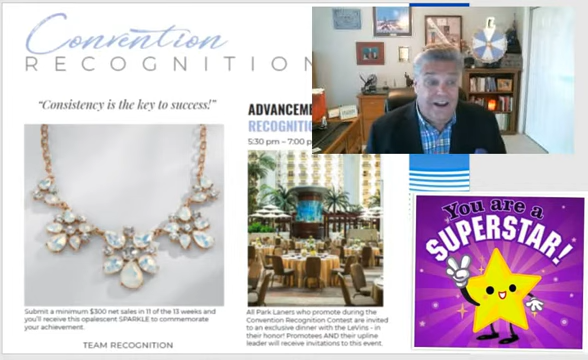 Convention
RECOGNITION
"Consistency is the key to success!"
ADVANCEM
RECOGNITI
5:30 pm – 7:00 p
Submit a minimum $300 net sales in 11 of the 13 weeks and
you'll receive this opalescent SPARKLE to commemorate
your achievement.
TEAM RECOGNITION
All Park Laners who promote during the
Convention Recognition Contest are invited
to an exclusive dinner with the LeVins - in
their honor! Promotees AND their upline
leader will receive invitations to this event.
You are a
SUPERSTAR!